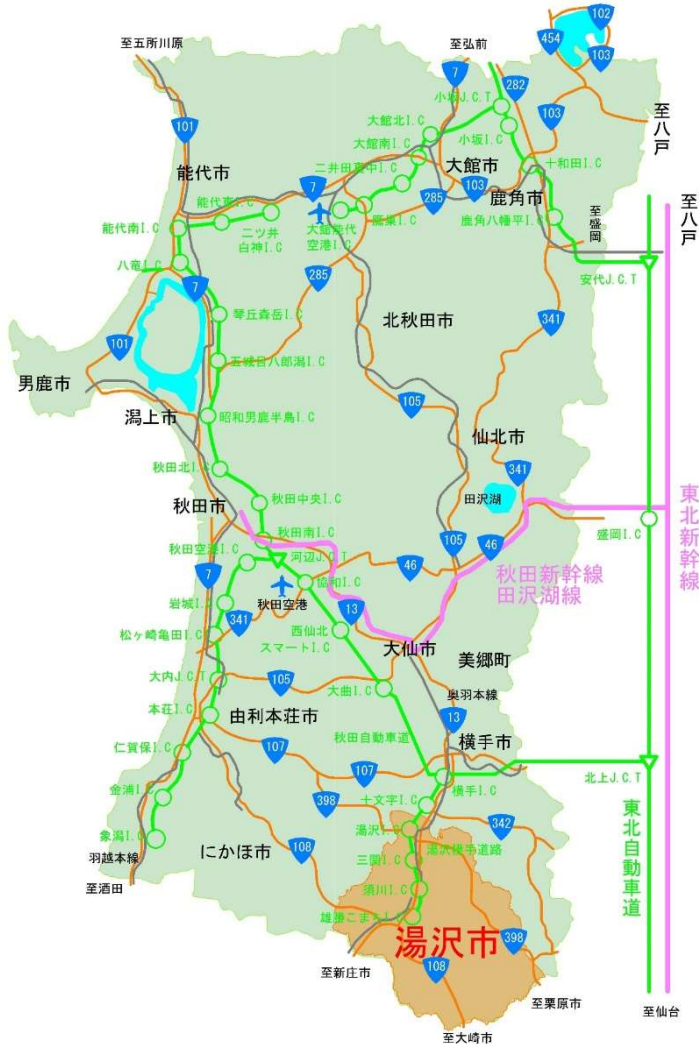 102
454
103
至五所川原
至弘前
7
282
小坂J.C.T
103
至八戸
101
大館北I.C
大館南I.C
小坂I.C
能代市
二井田真中I.C
大館市
十和田I.C
7
103
鹿角市
至八戸
能代東I.C
285
鹿角八幡平I.C
能代南I.C
二ツ井
白神I.C
大館能代
空港I.C
鷹巣I.C
至盛岡
八竜I.C
285
安代J.C.T
7
琴丘森岳I.C
北秋田市
341
101
五城目八郎潟I.C
男鹿市
潟上市
昭和男鹿半島I.C
105
仙北市
秋田北I.C
341
田沢湖
秋田市
秋田中央I.C
東北新幹線
秋田南I.C
盛岡I.C
秋田空港I.C
河辺J.C.T
105
46
7
46
秋田新幹線
田沢湖線
協和I.C
岩城I.C
秋田空港
13
松ヶ崎亀田I.C
341
西仙北
スマートI.C
大仙市
美郷町
大内J.C.T
105
大曲I.C
奥羽本線
本荘I.C
由利本荘市
秋田自動車道
13
横手市
仁賀保I.C
107
107
北上J.C.T
横手I.C
金浦I.C
398
十文字I.C
東北自動車道
象潟I.C
湯沢I.C
342
羽越本線
にかほ市
108
湯沢横手道路
三関I.C
至酒田
須川I.C
雄勝こまちI.C
湯沢市
398
至新庄市
108
至栗原市
至仙台
至大崎市